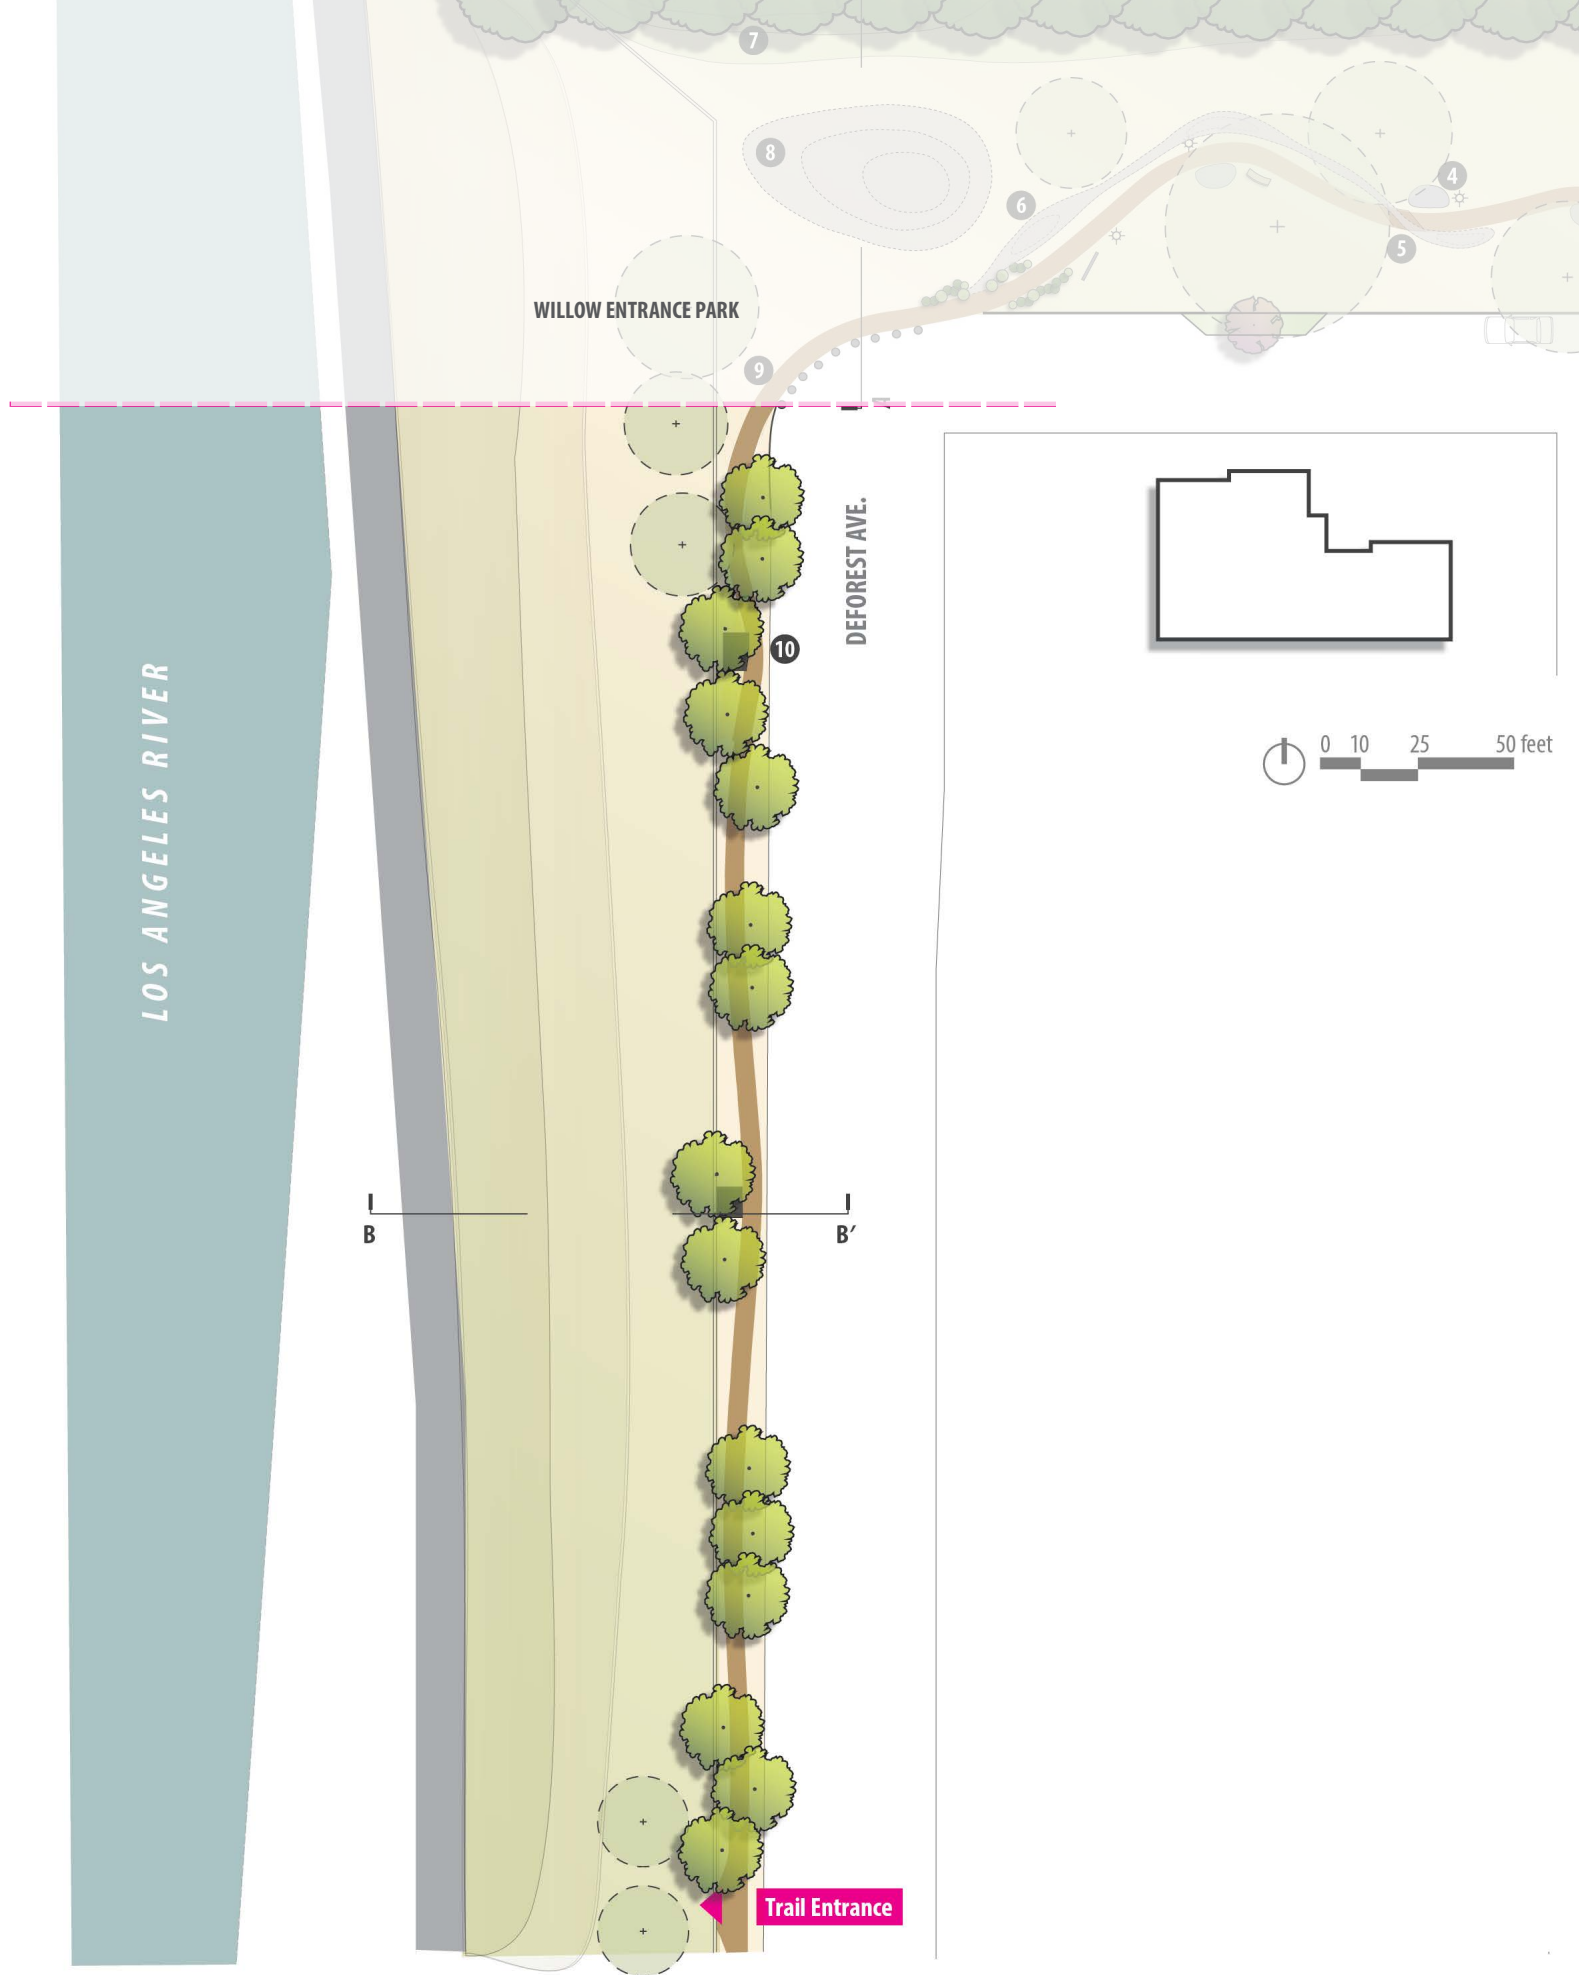 7
8
4
6
5
WILLOW ENTRANCE PARK
9
DEFOREST AVE.
10
LOS ANGELES RIVER
0 10 25 50 feet
B
B′
Trail Entrance